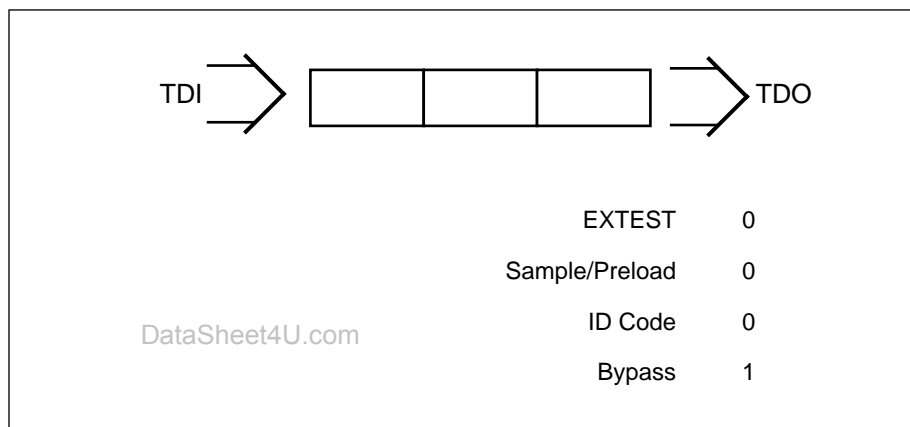 TDI TDO
EXTEST 0
Sample/Preload 0
ID Code 0
DataSheet4U.com
Bypass 1